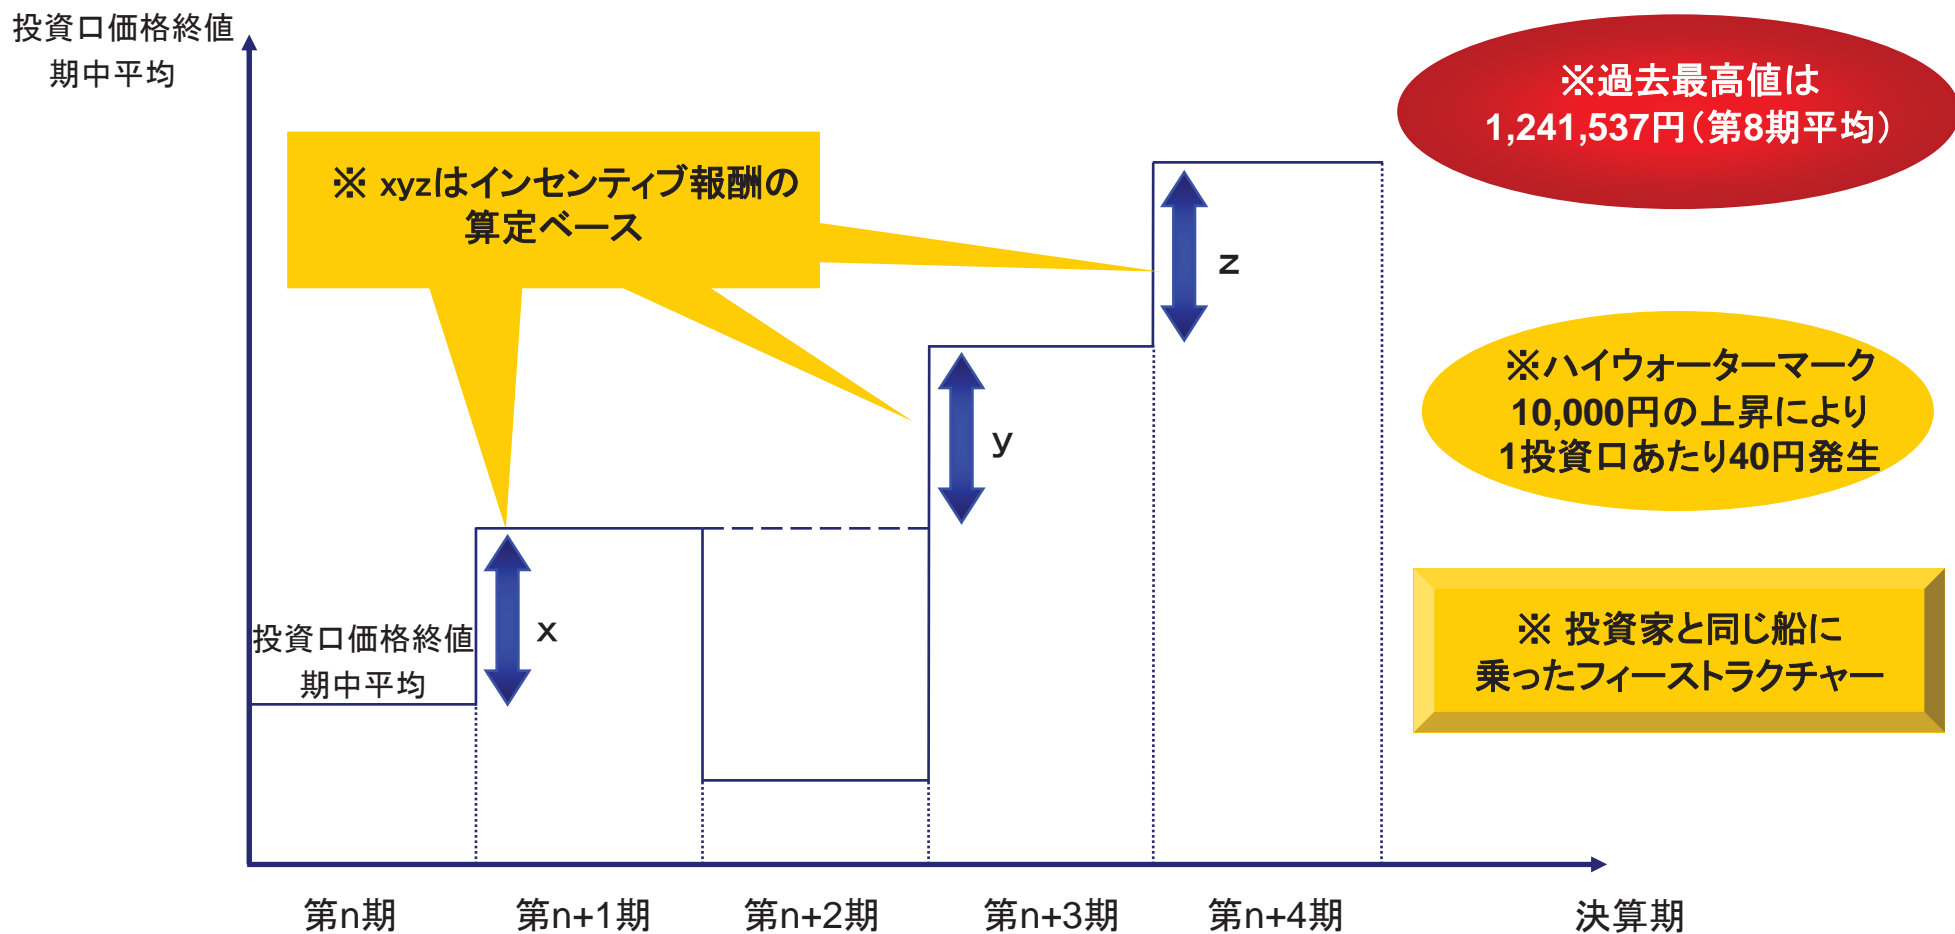 投資口価格終値
期中平均
※過去最高値は
1,241,537円（第8期平均）
※ xyzはインセンティブ報酬の
算定ベース
z
※ハイウォーターマーク
10,000円の上昇により
1投資口あたり40円発生
y
※ 投資家と同じ船に
乗ったフィーストラクチャー
x
投資口価格終値
期中平均
第n期
第n+1期
第n+2期
第n+3期
第n+4期
決算期